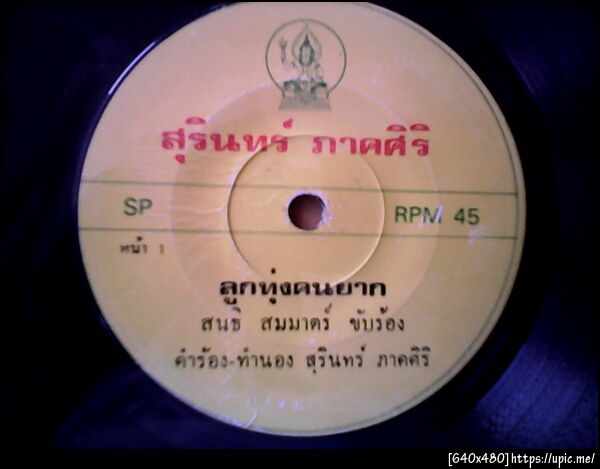 สุรินทร์ ภาคศิริ
SP
RPM 45
หน้า 1
ลูกทุ่งคนยาก
สนธิ สมมาตร์ ขับร้อง
คำร้อง-ทำนอง สุรินทร์ ภาคศิริ
[640x480]https://upic.me/